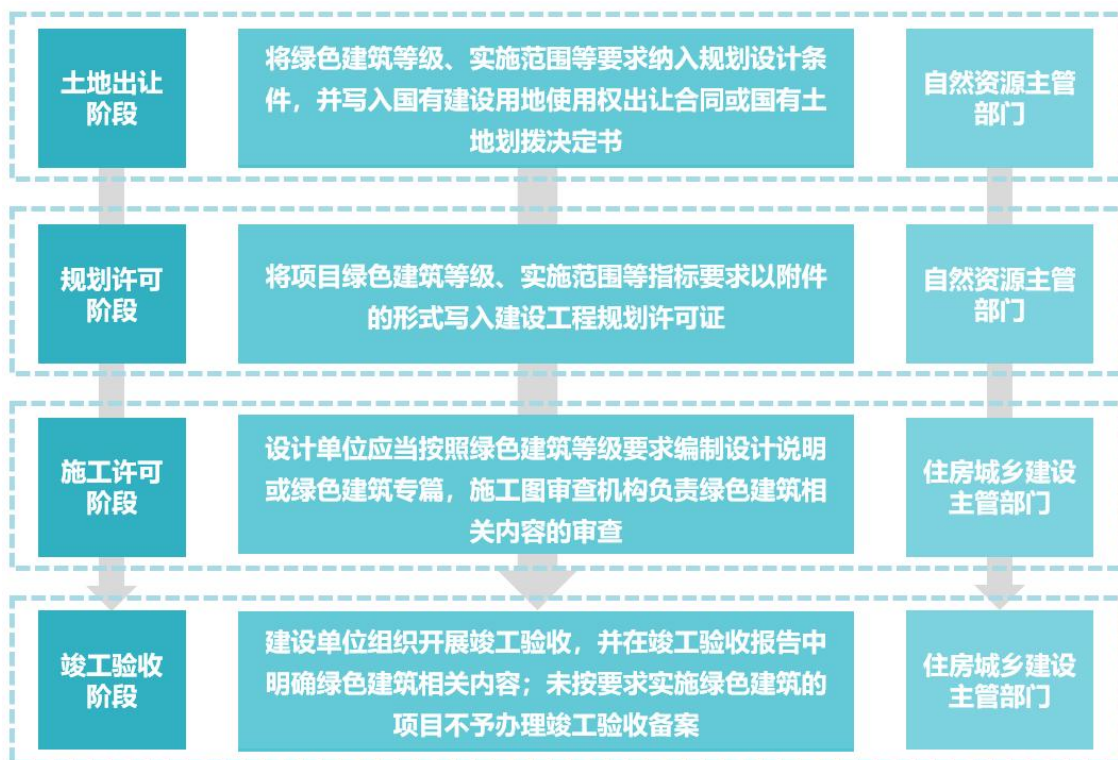 土地出让
阶段
将绿色建筑等级、实施范围等要求纳入规划设计条
件，并写入国有建设用地使用权出让合同或国有土
地划拨决定书
自然资源主管
部门
规划许可
阶段
将项目绿色建筑等级、实施范围等指标要求以附件
的形式写入建设工程规划许可证
自然资源主管
部门
施工许可
阶段
设计单位应当按照绿色建筑等级要求编制设计说明
或绿色建筑专篇，施工图审查机构负责绿色建筑相
关内容的审查
住房城乡建设
主管部门
竣工验收
阶段
建设单位组织开展竣工验收，并在竣工验收报告中
明确绿色建筑相关内容；未按要求实施绿色建筑的
项目不予办理竣工验收备案
住房城乡建设
主管部门